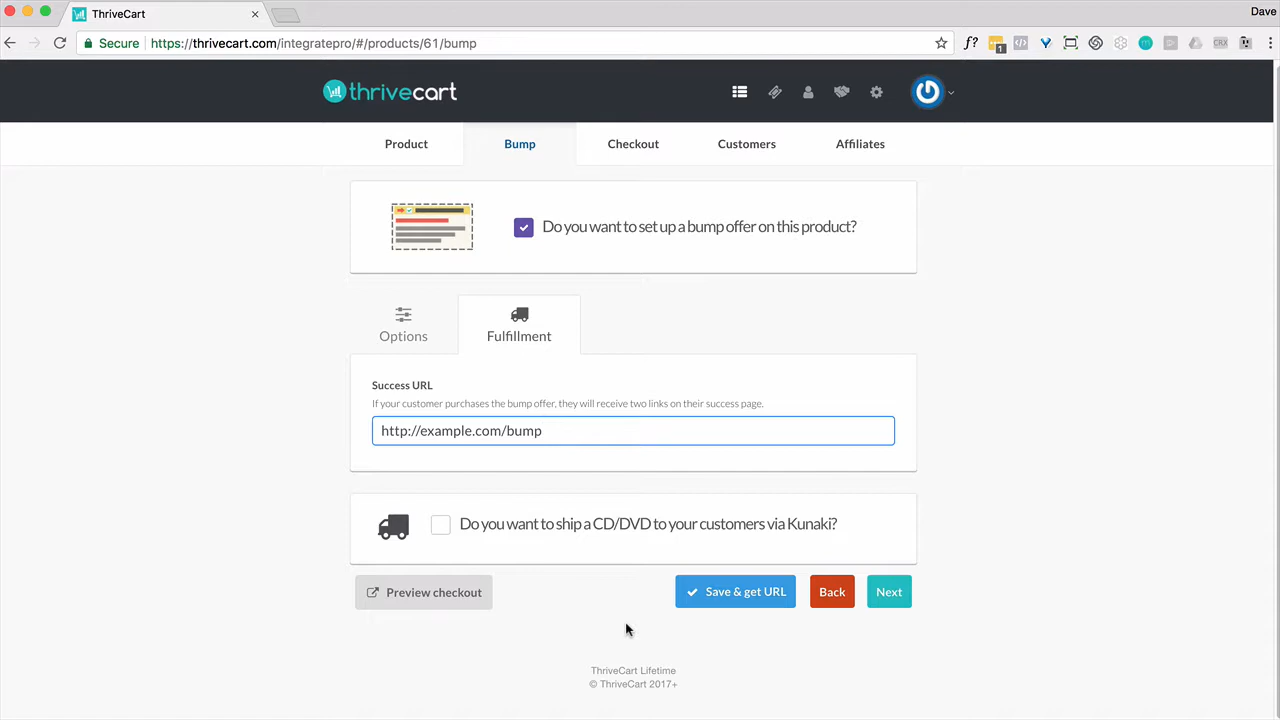 ThriveCart
Dave
Secure https://thrivecart.com/integratepro/#/products/61/bump
f?
1
CRX
thrivecart
Product Bump Checkout Customers Affiliates
Do you want to set up a bump offer on this product?
Options Fulfillment
Success URL
If your customer purchases the bump offer, they will receive two links on their success page.
http://example.com/bump
Do you want to ship a CD/DVD to your customers via Kunaki?
Preview checkout Save & get URL Back Next
ThriveCart Lifetime
© ThriveCart 2017+